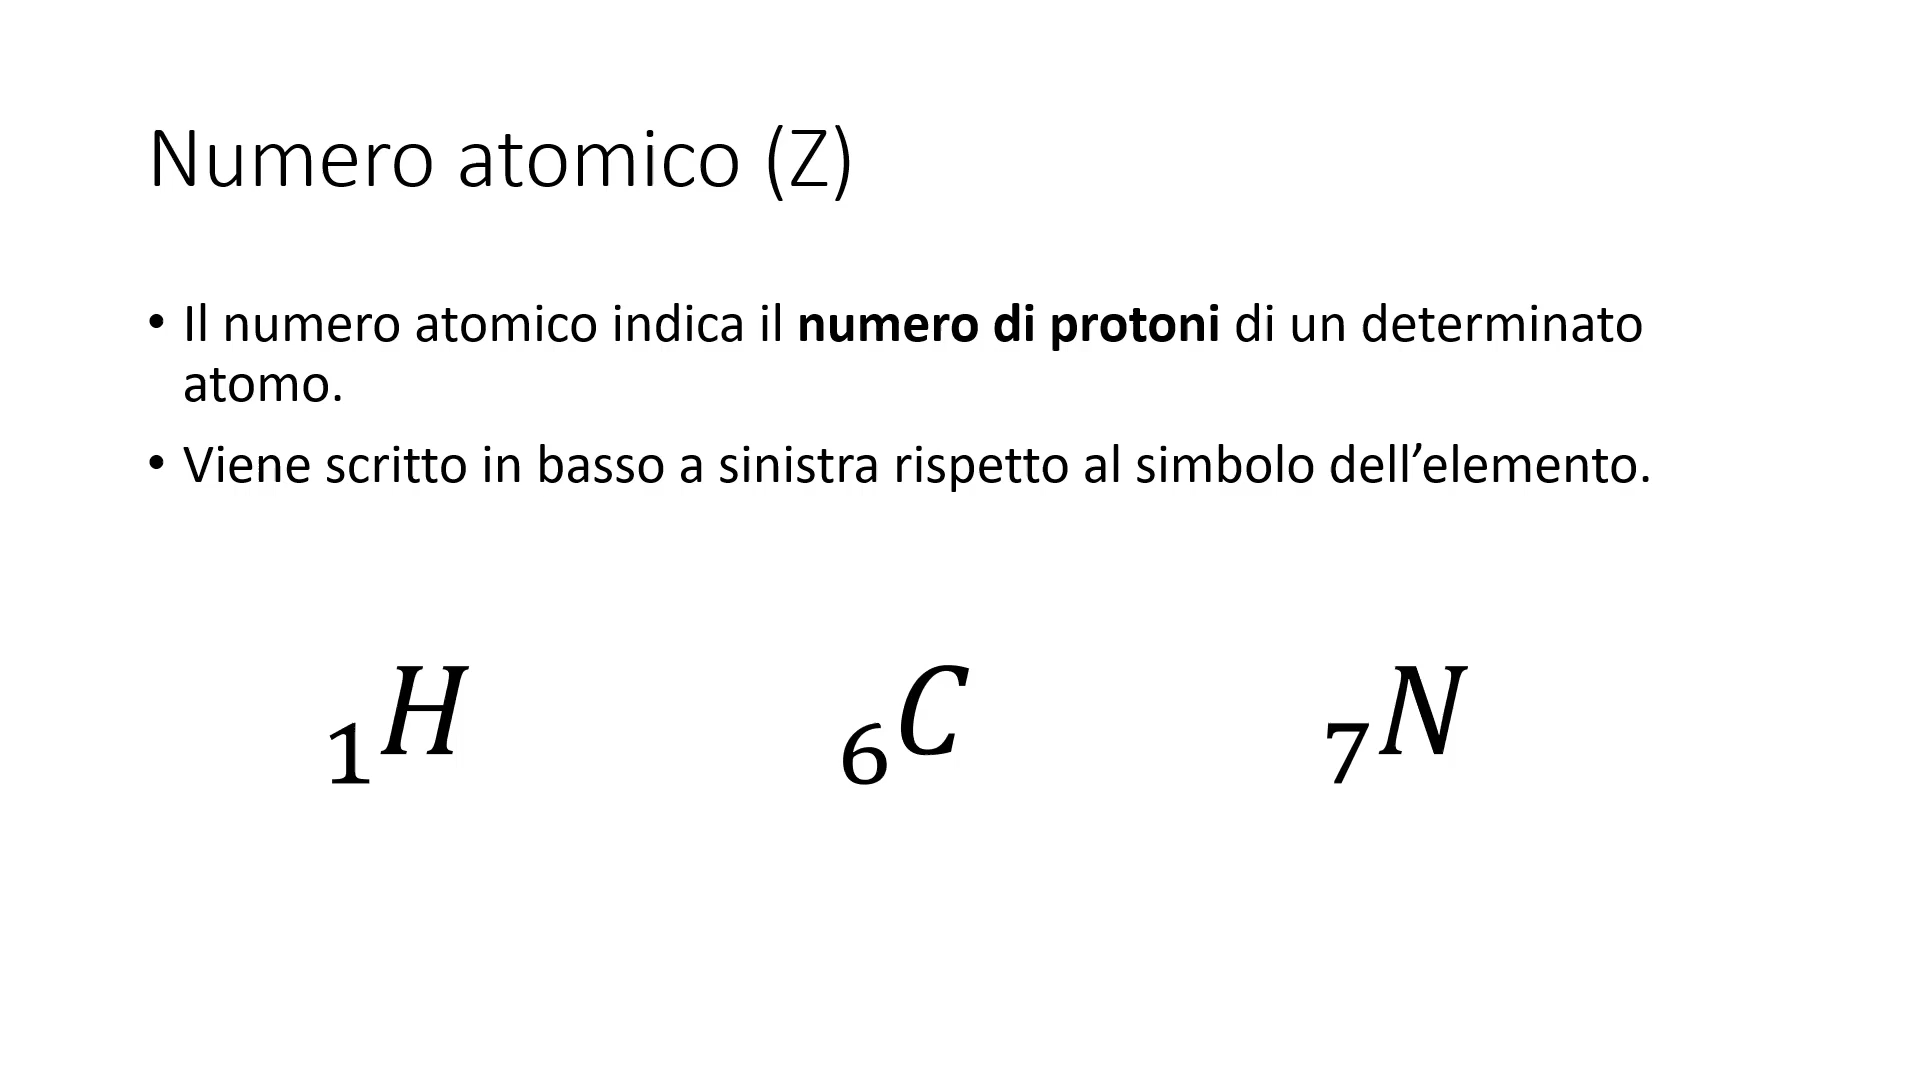 Numero atomico (Z)
• Il numero atomico indica il numero di protoni di un determinato
atomo.
• Viene scritto in basso a sinistra rispetto al simbolo dell’elemento.
₁H ₆C ₇N